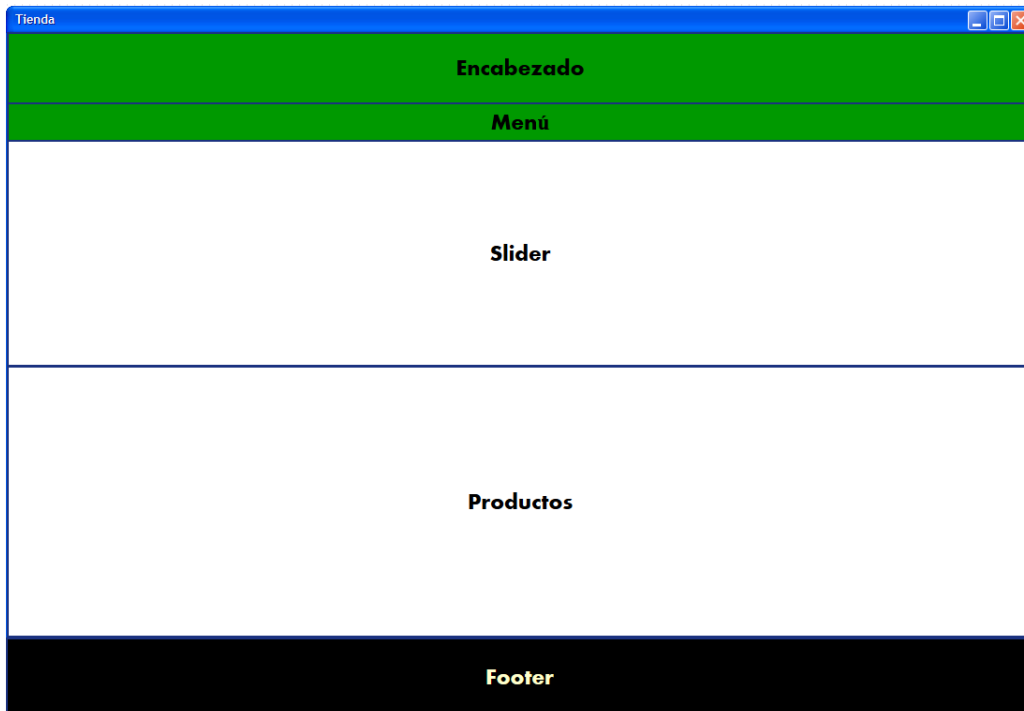 Tienda
Encabezado
Menú
Slider
Productos
Footer